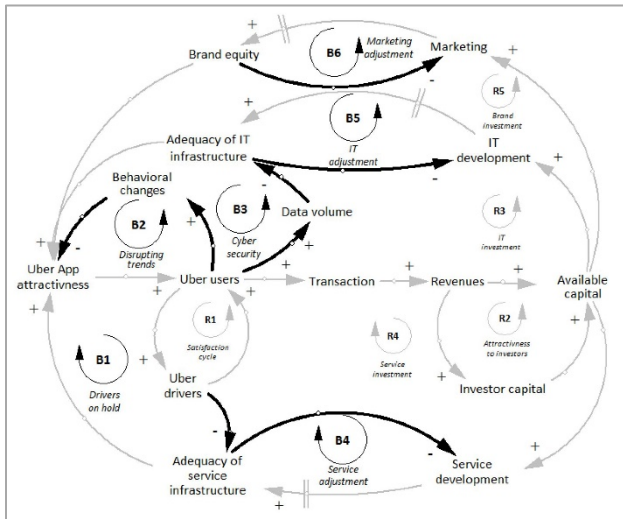 +
+
B6
Marketing
adjustment
Marketing
Brand equity
-
+
B5
R5
Brand
investment
Adequacy of IT
infrastructure
IT
adjustment
IT
development
-
+
Behavioral
changes
-
B3
Data volume
R3
IT
investment
B2
+
Cyber
security
-
Disrupting
trends
+
+
+
+
+
Uber App
attractivness
Uber users
Transaction
Revenues
Available
capital
+
+
+
+
R1
Satisfaction
cycle
R4
Service
investment
R2
Attractivness
to investors
B1
+
+
Drivers
on hold
Uber
drivers
Investor capital
-
B4
+
Adequacy of
service
infrastructure
Service
adjustment
-
Service
development
+